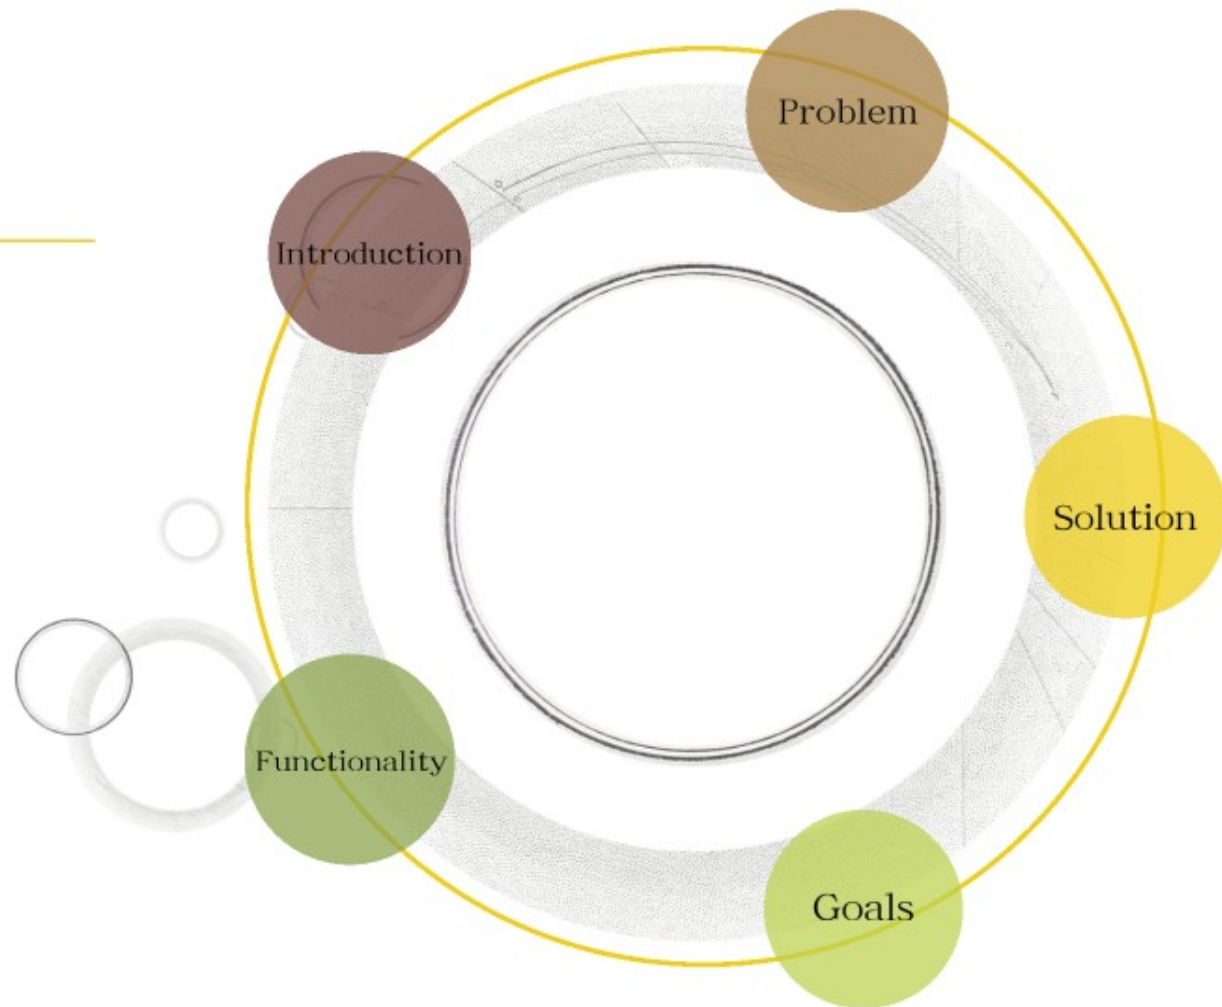 Problem
Introduction
Solution
Functionality
Goals